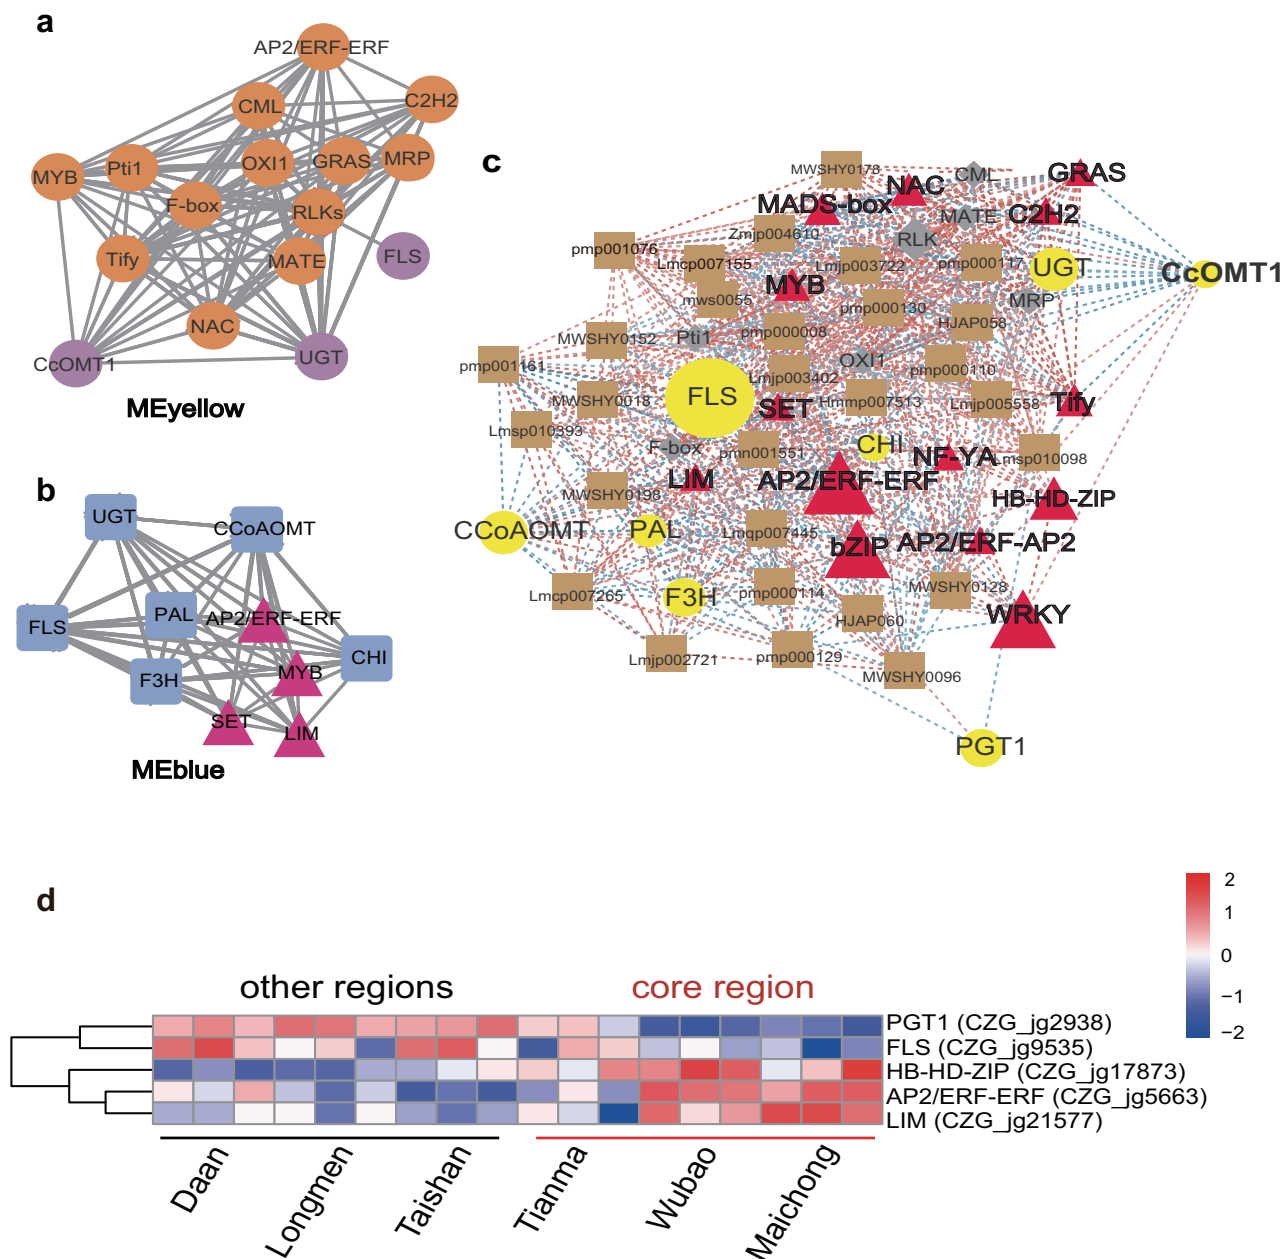 a
AP2/ERF-ERF
CML
C2H2
MYB
Pti1
OXI1
GRAS
MRP
F-box
RLKs
Tify
MATE
FLS
NAC
CcOMT1
UGT
MEyellow
b
UGT
CCoAOMT
FLS
PAL
AP2/ERF-ERF
F3H
MYB
CHI
SET
LIM
MEblue
c
MWSHY0178
NAC
CML
GRAS
MADS-box
MATE
C2H2
Zmjp004610
RLK
pmp001076
Lmcp007155
Lmjp003722
pmp000117
UGT
CcOMT1
mws0055
MYB
pmp000130
MRP
MWSHY0152
Pti1
pmp000008
HJAP058
pmp001161
Lmjp003402
OXI1
pmp000110
MWSHY0018
FLS
SET
Hmmp007513
Lmjp005558
Tify
Lmsp010393
F-box
pmn001551
CHI
NF-YA
Lmsp010098
MWSHY0198
LIM
AP2/ERF-ERF
HB-HD-ZIP
CCoAOMT
PAL
Lmqp007445
bZIP
AP2/ERF-AP2
Lmcp007265
F3H
pmp000114
MWSHY0128
HJAP060
WRKY
Lmjp002721
pmp000129
MWSHY0096
PGT1
d
2
1
0
−1
−2
other regions
core region
PGT1 (CZG_jg2938)
FLS (CZG_jg9535)
HB-HD-ZIP (CZG_jg17873)
AP2/ERF-ERF (CZG_jg5663)
LIM (CZG_jg21577)
Daan
Longmen
Taishan
Tianma
Wubao
Maichong